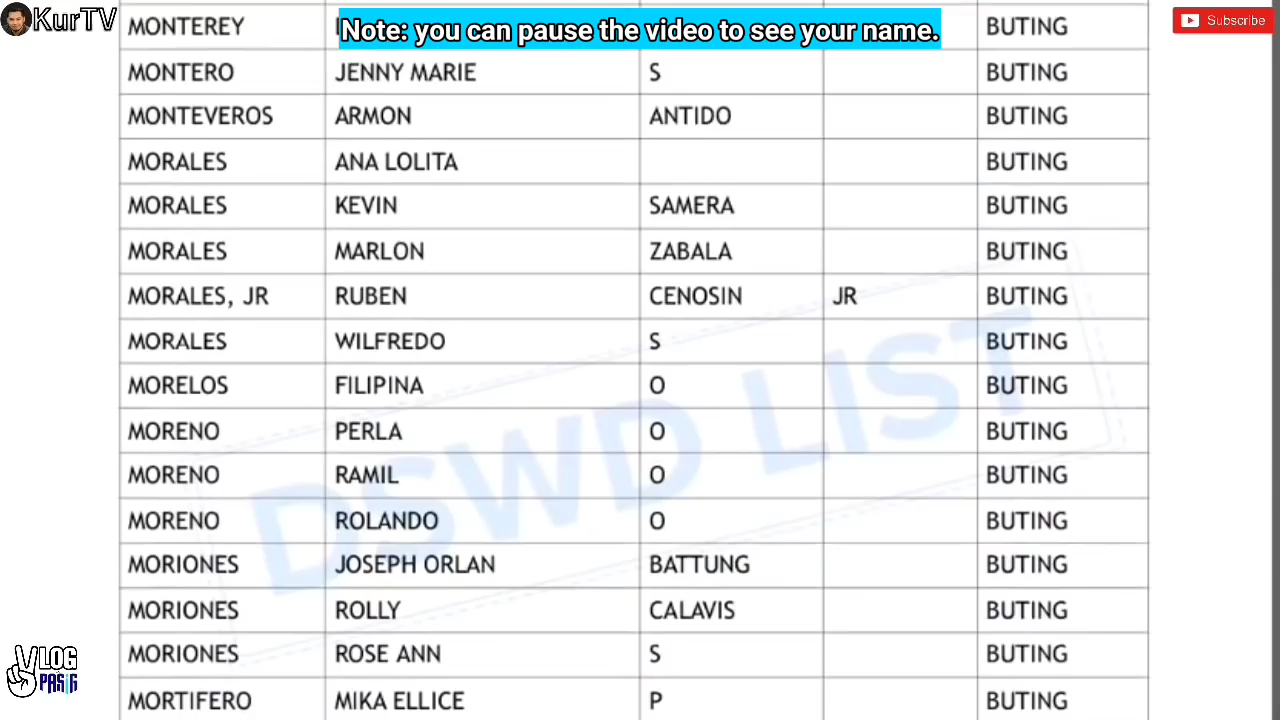 KurTV
Note: you can pause the video to see your name.
Subscribe
MONTEREY BUTING
MONTERO JENNY MARIE S BUTING
MONTEVEROS ARMON ANTIDO BUTING
MORALES ANA LOLITA BUTING
MORALES KEVIN SAMERA BUTING
MORALES MARLON ZABALA BUTING
MORALES, JR RUBEN CENOSIN JR BUTING
MORALES WILFREDO S BUTING
MORELOS FILIPINA O BUTING
MORENO PERLA O BUTING
MORENO RAMIL O BUTING
MORENO ROLANDO O BUTING
MORIONES JOSEPH ORLAN BATTUNG BUTING
MORIONES ROLLY CALAVIS BUTING
MORIONES ROSE ANN S BUTING
MORTIFERO MIKA ELLICE P BUTING
DSWD LIST
VLOG
PASIG